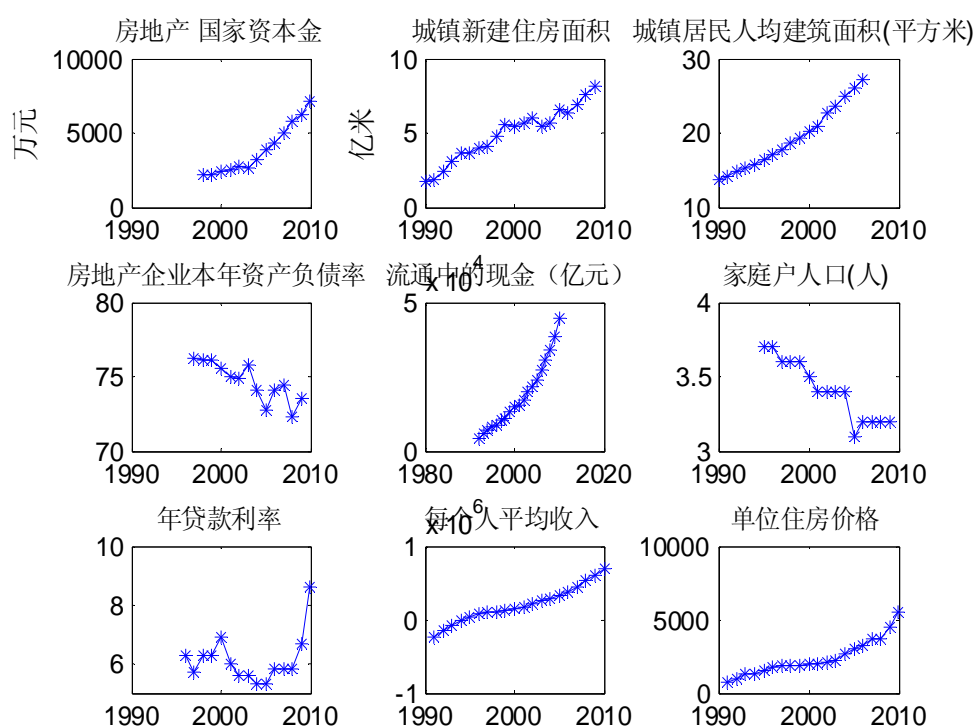 房地产 国家资本金
城镇新建住房面积
城镇居民人均建筑面积(平方米)
10000
5000
0
万元
1990 2000 2010
10
5
0
亿米
1990 2000 2010
30
20
10
1990 2000 2010
房地产企业本年资产负债率
流通中的现金（亿元）
x 10^4
家庭户人口(人)
80
75
70
1990 2000 2010
5
0
1980 2000 2020
4
3.5
3
1990 2000 2010
年贷款利率
每个人平均收入
x 10^6
单位住房价格
10
8
6
1990 2000 2010
1
0
-1
1990 2000 2010
10000
5000
0
1990 2000 2010